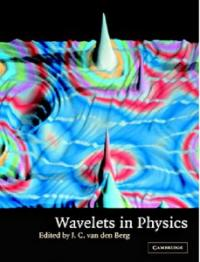 Wavelets in Physics
Edited by J. C. van den Berg
CAMBRIDGE